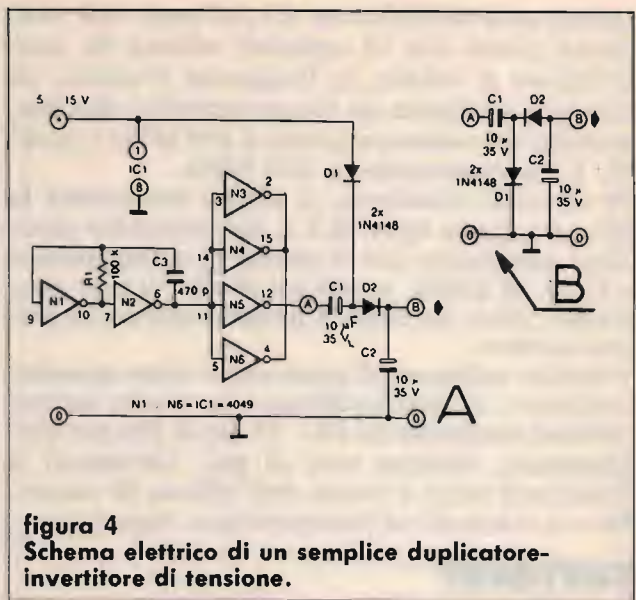 5 15 V
1
IC1
8
D1
2x
1N4148
3 N3 2
14 N4 15
11 N5 12
5 N6 4
R1
100 k
C3
470 p
9 N1 10
7 N2 6
A
C1
10 µF
35 VL
D2
B
C2
10 µ
35 V
0
N1 . N6 = IC1 = 4049
0
A
A
C1
10 µ
35 V
D2
B
2x
1N4148
D1
C2
10 µ
35 V
0
0
B
figura 4
Schema elettrico di un semplice duplicatore-
invertitore di tensione.